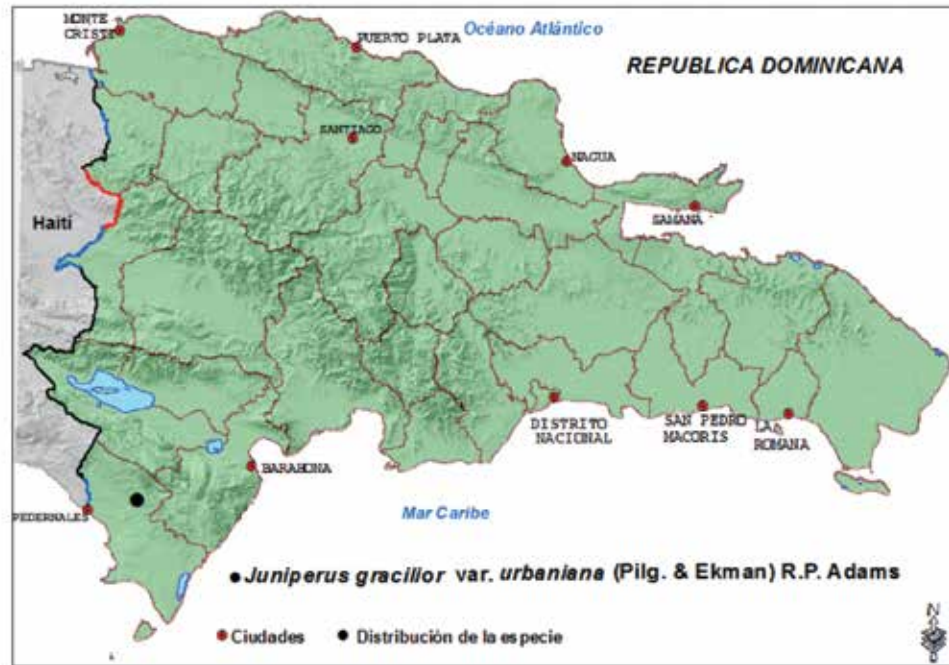 MONTE
CRISTI
PUERTO PLATA
Océano Atlántico
REPUBLICA DOMINICANA
SANTIAGO
NAGUA
SAMANÁ
Haití
DISTRITO
NACIONAL
SAN PEDRO
MACORIS
LA
ROMANA
BARAHONA
PEDERNALES
Mar Caribe
Juniperus gracilior var. urbaniana (Pilg. & Ekman) R.P. Adams
Ciudades
Distribución de la especie
N